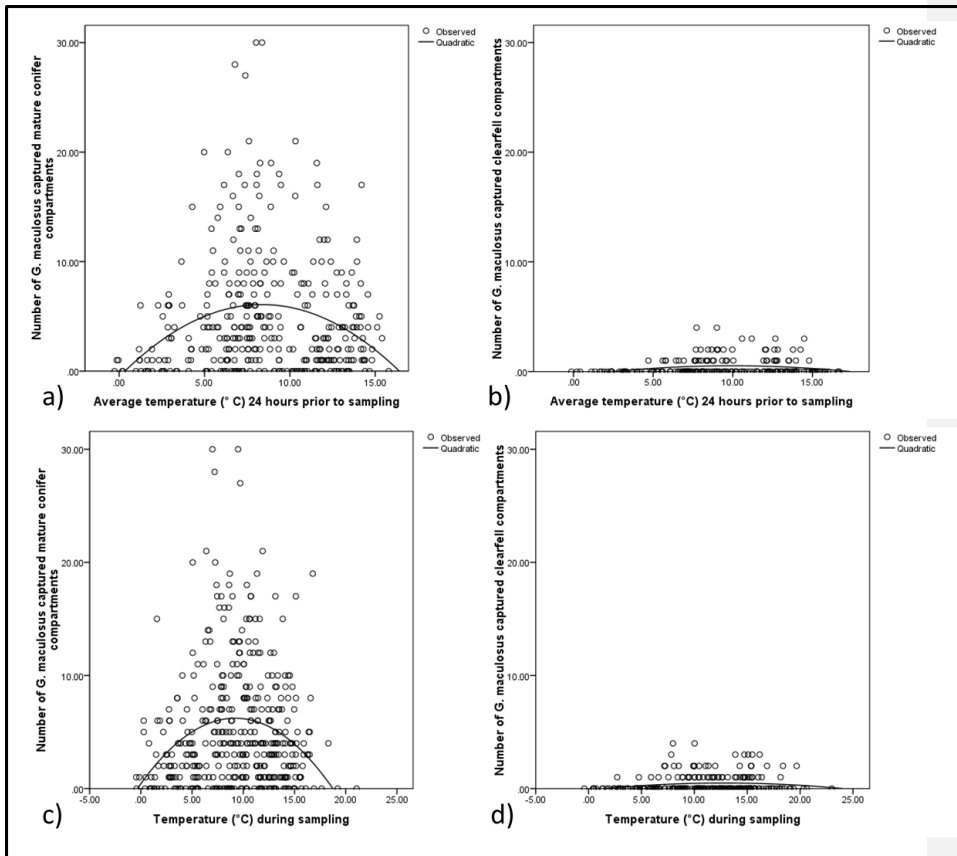 Number of G. maculosus captured mature conifer
compartments
30.00
20.00
10.00
.00
.00
5.00
10.00
15.00
Observed
Quadratic
a)
Average temperature (° C) 24 hours prior to sampling
Number of G. maculosus captured clearfell compartments
30.00
20.00
10.00
.00
.00
5.00
10.00
15.00
Observed
Quadratic
b)
Average temperature (° C) 24 hours prior to sampling
Number of G. maculosus captured mature conifer
compartments
30.00
20.00
10.00
.00
-5.00
.00
5.00
10.00
15.00
20.00
25.00
Observed
Quadratic
c)
Temperature (°C) during sampling
Number of G. maculosus captured clearfell compartments
30.00
20.00
10.00
.00
-5.00
.00
5.00
10.00
15.00
20.00
25.00
Observed
Quadratic
d)
Temperature (°C) during sampling